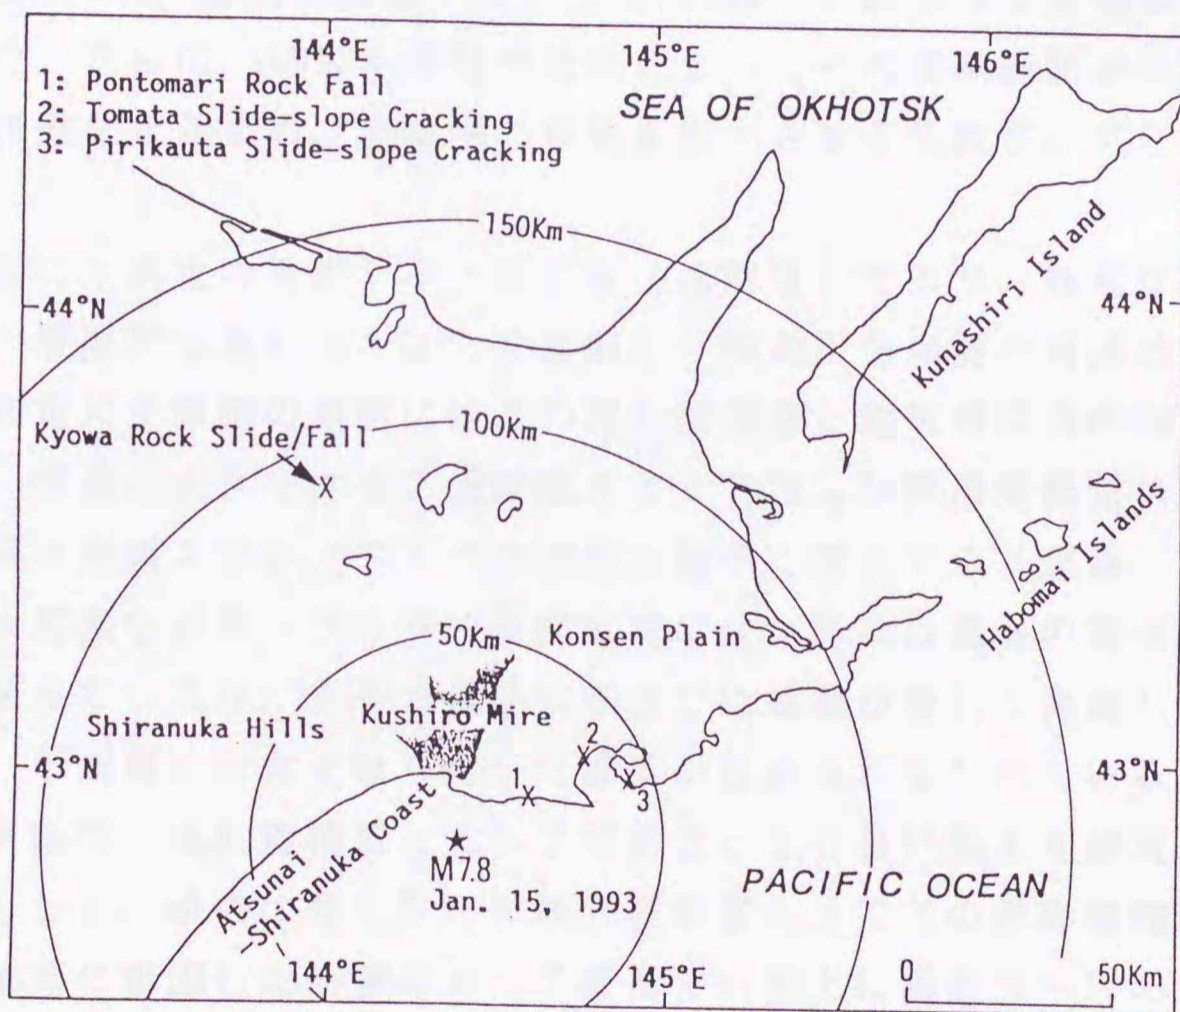 144°E
145°E
146°E
1: Pontomari Rock Fall
2: Tomata Slide-slope Cracking
3: Pirikauta Slide-slope Cracking
SEA OF OKHOTSK
150Km
Kunashiri Island
44°N
44°N
Kyowa Rock Slide/Fall
100Km
Habomai Islands
50Km
Konsen Plain
Kushiro Mire
Shiranuka Hills
43°N
43°N
1
2
3
Atsunai
-Shiranuka Coast
M7.8
Jan. 15, 1993
PACIFIC OCEAN
144°E
145°E
0
50Km